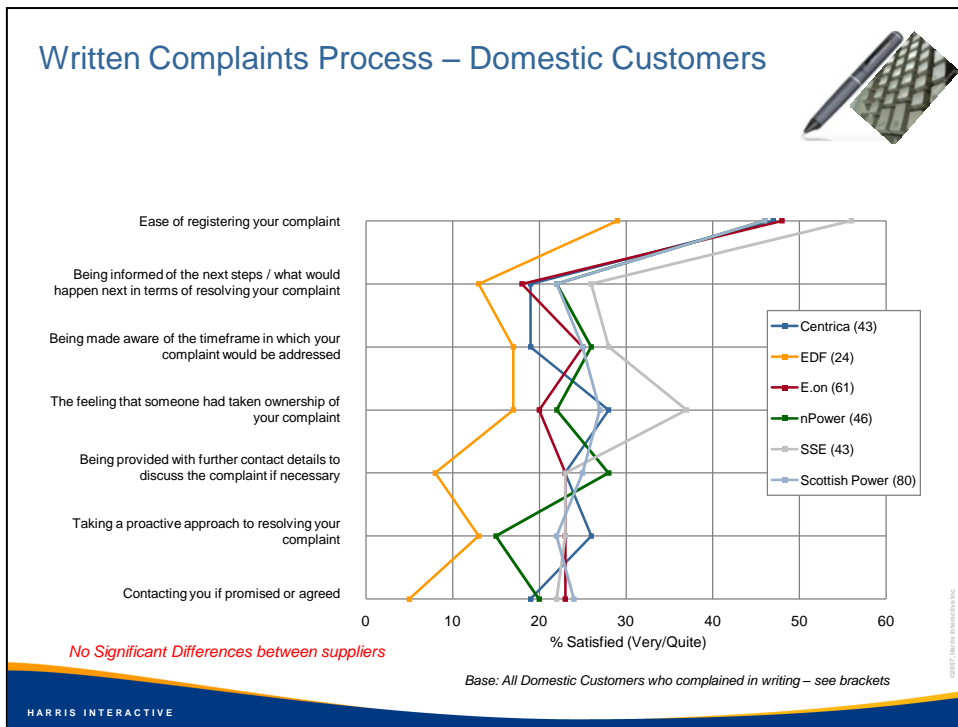 Written Complaints Process – Domestic Customers
Ease of registering your complaint
Being informed of the next steps / what would
happen next in terms of resolving your complaint
Being made aware of the timeframe in which your
complaint would be addressed
The feeling that someone had taken ownership of
your complaint
Being provided with further contact details to
discuss the complaint if necessary
Taking a proactive approach to resolving your
complaint
Contacting you if promised or agreed
0 10 20 30 40 50 60
% Satisfied (Very/Quite)
Centrica (43)
EDF (24)
E.on (61)
nPower (46)
SSE (43)
Scottish Power (80)
No Significant Differences between suppliers
Base: All Domestic Customers who complained in writing – see brackets
HARRIS INTERACTIVE
©2007, Harris Interactive Inc.